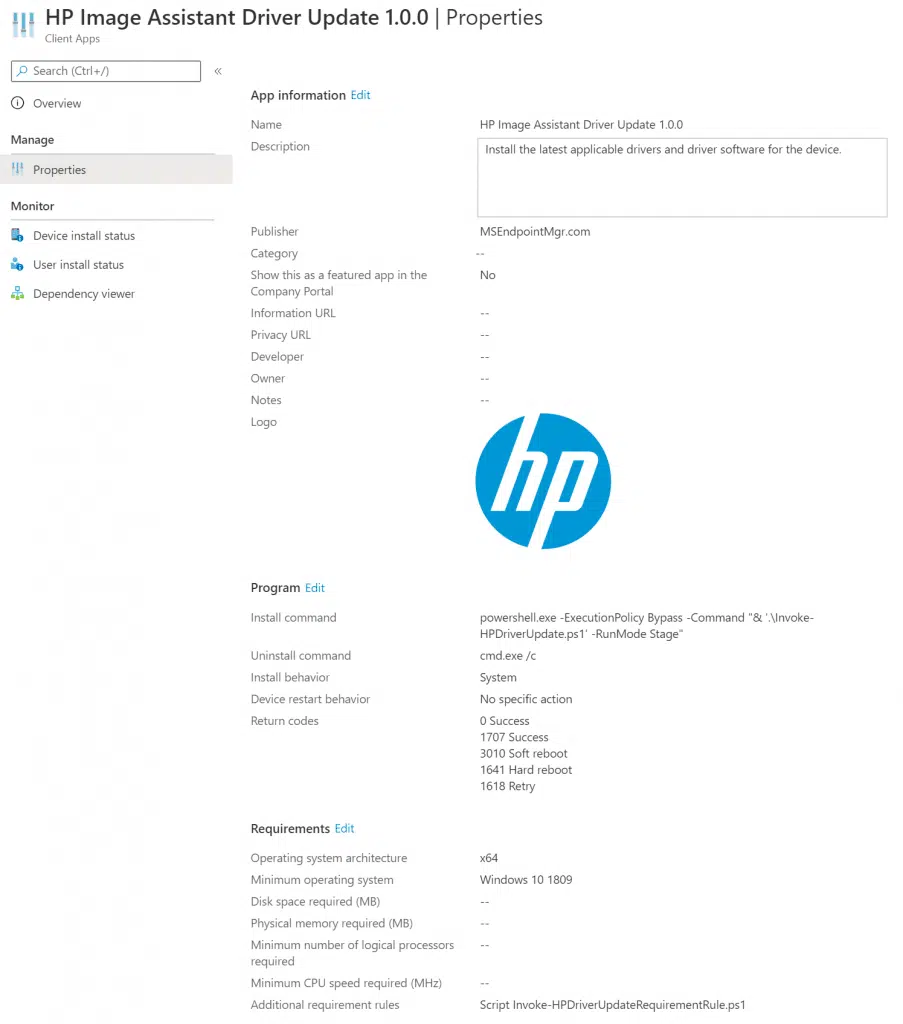 HP Image Assistant Driver Update 1.0.0 | Properties
Client Apps
Search (Ctrl+/)
«
Overview
Manage
Properties
Monitor
Device install status
User install status
Dependency viewer
App information Edit
Name HP Image Assistant Driver Update 1.0.0
Description Install the latest applicable drivers and driver software for the device.
Publisher MSEndpointMgr.com
Category --
Show this as a featured app in the No
Company Portal
Information URL --
Privacy URL --
Developer --
Owner --
Notes --
Logo
hp
Program Edit
Install command powershell.exe -ExecutionPolicy Bypass -Command "& '.\Invoke-
HPDriverUpdate.ps1' -RunMode Stage"
Uninstall command cmd.exe /c
Install behavior System
Device restart behavior No specific action
Return codes 0 Success
1707 Success
3010 Soft reboot
1641 Hard reboot
1618 Retry
Requirements Edit
Operating system architecture x64
Minimum operating system Windows 10 1809
Disk space required (MB) --
Physical memory required (MB) --
Minimum number of logical processors --
required
Minimum CPU speed required (MHz) --
Additional requirement rules Script Invoke-HPDriverUpdateRequirementRule.ps1